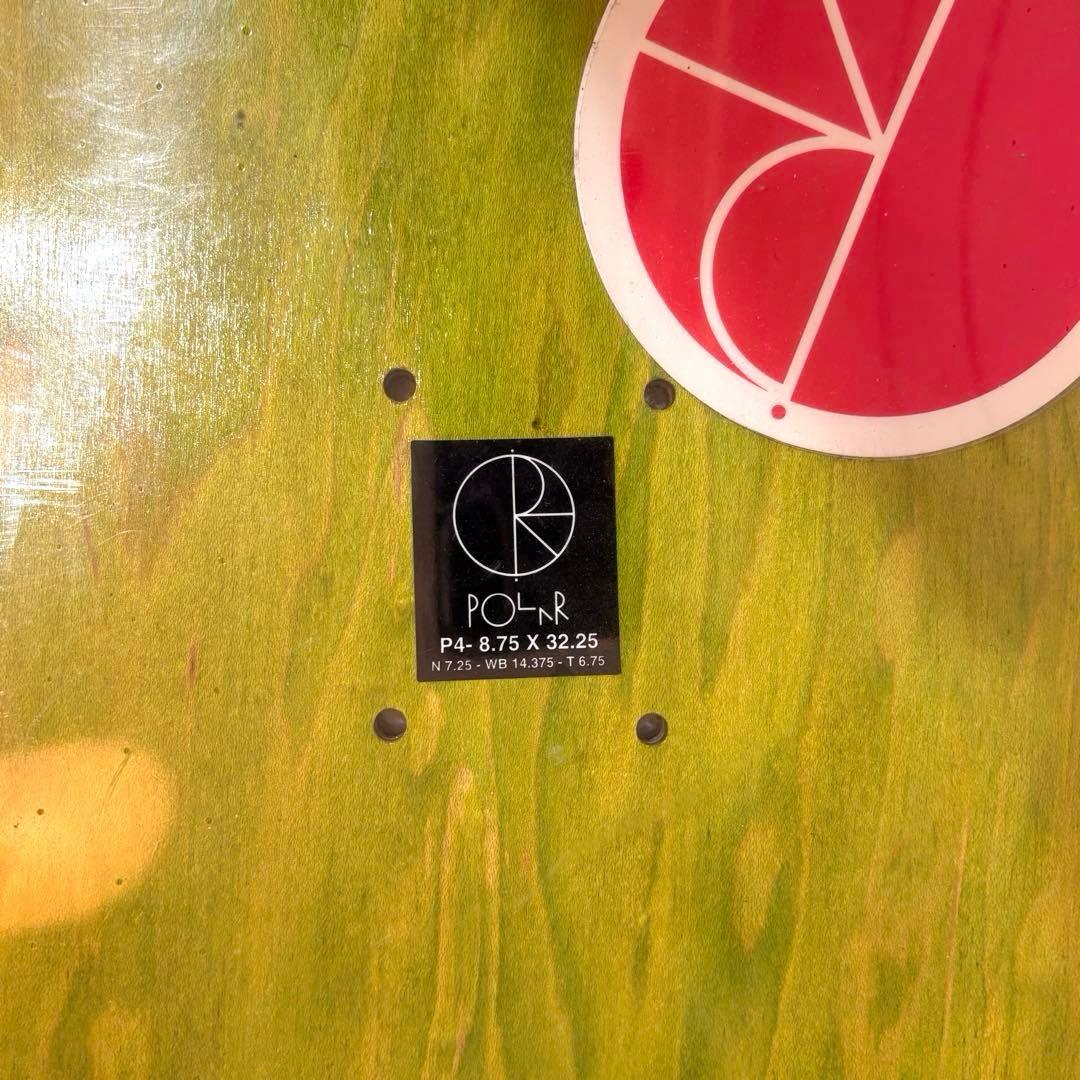 POLAR
P4- 8.75 X 32.25
N 7.25 - WB 14.375 - T 6.75